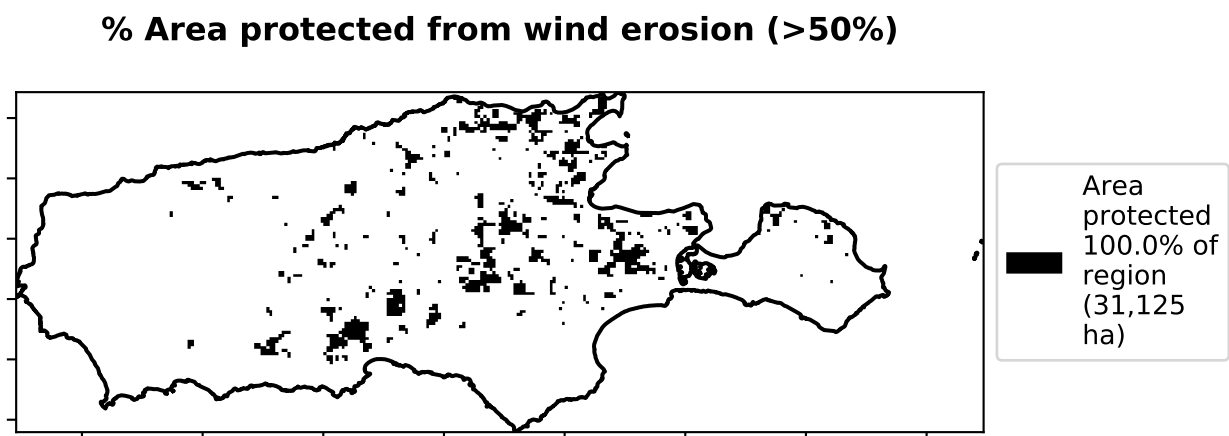 % Area protected from wind erosion (>50%)
Area
protected
100.0% of
region
(31,125
ha)